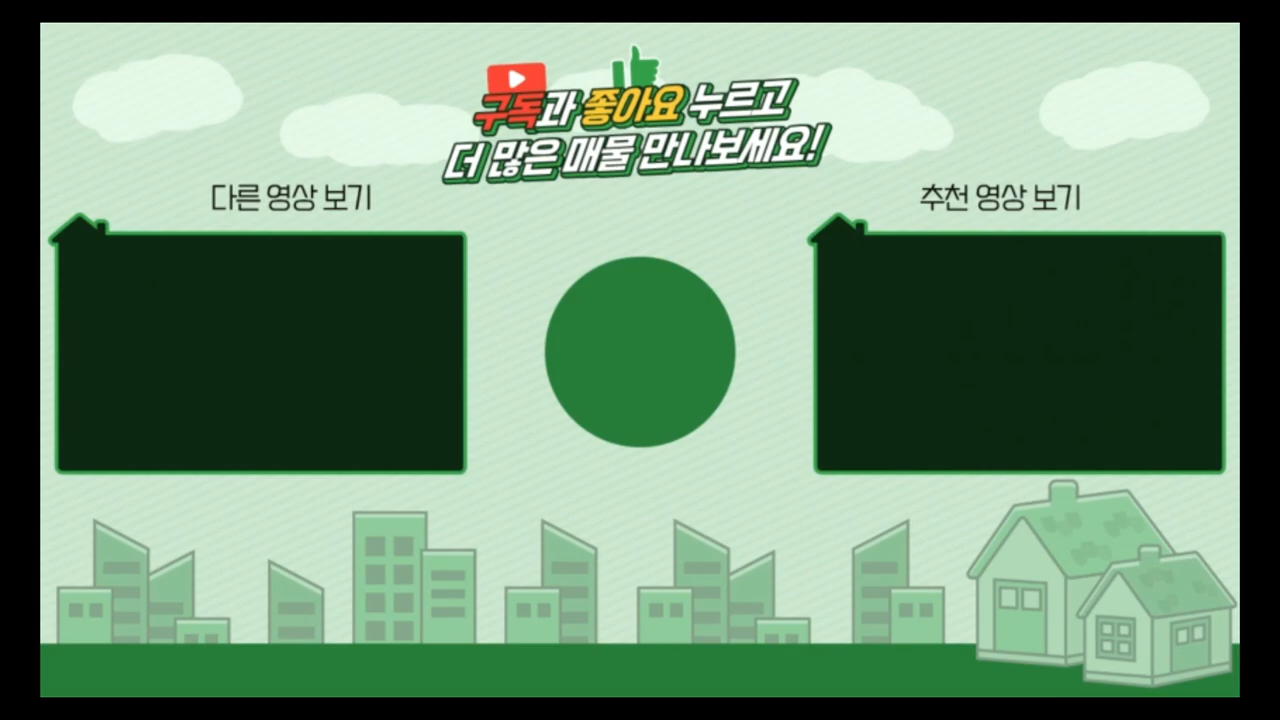 구독과 좋아요 누르고
더 많은 매물 만나보세요!
다른 영상 보기
추천 영상 보기